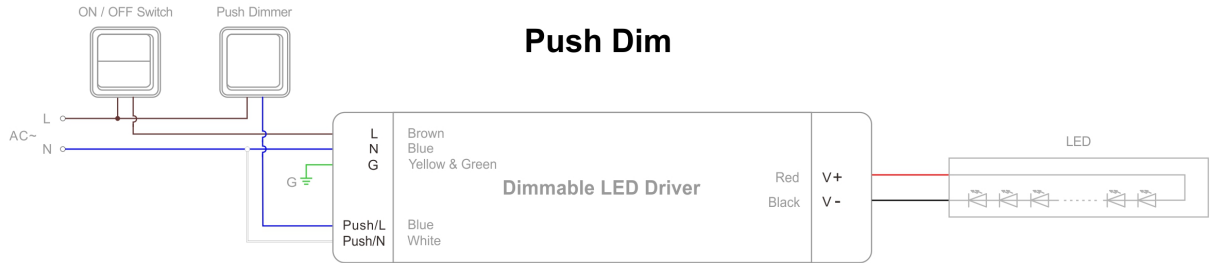 ON / OFF Switch
Push Dimmer
Push Dim
L
AC~
N
G
L Brown
N Blue
G Yellow & Green
Dimmable LED Driver
Push/L Blue
Push/N White
Red V+
Black V-
LED